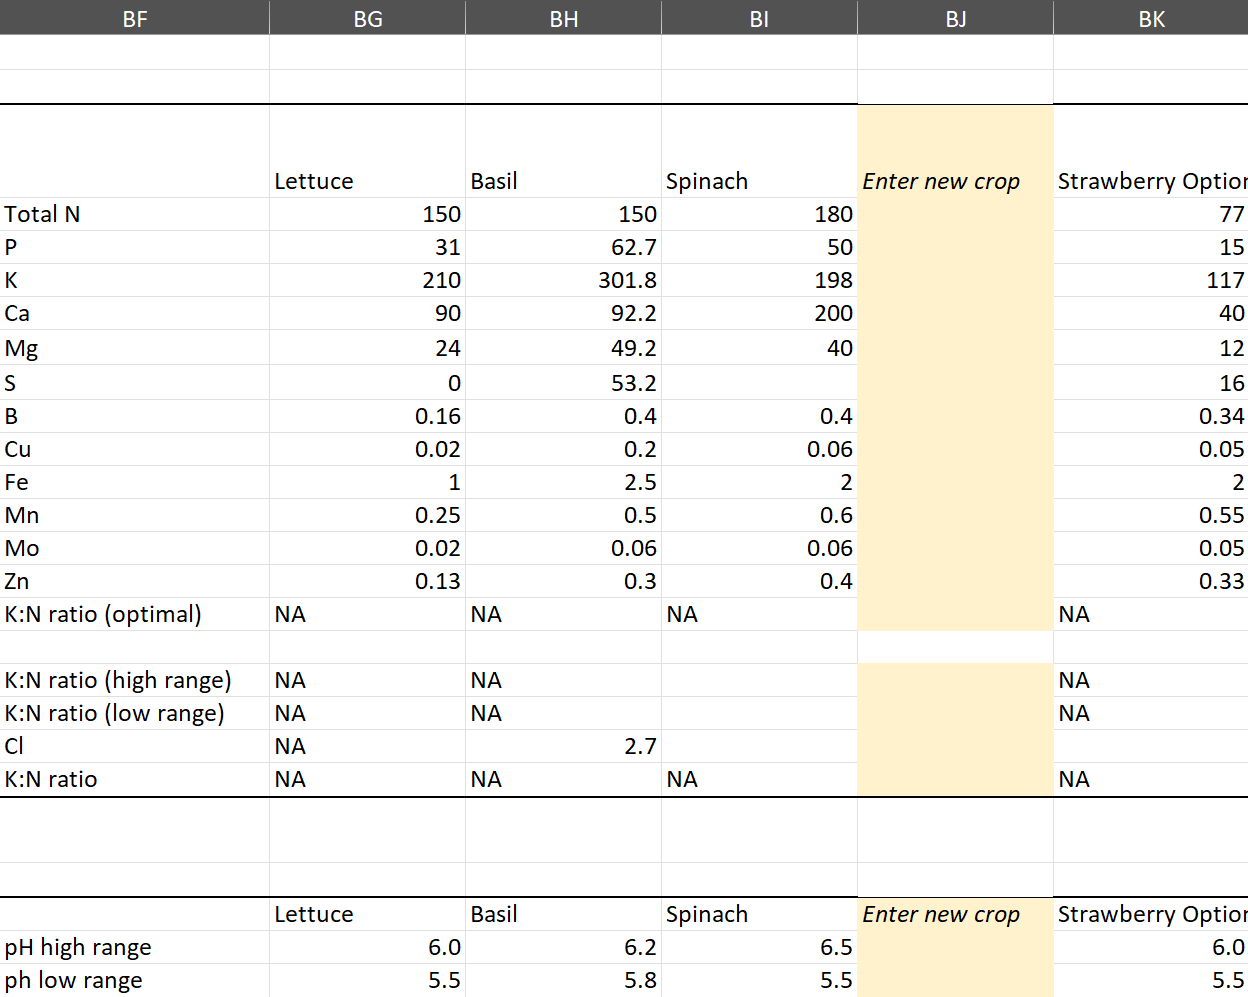 BF BG BH BI BJ BK
Lettuce Basil Spinach Enter new crop Strawberry Option
Total N 150 150 180 77
P 31 62.7 50 15
K 210 301.8 198 117
Ca 90 92.2 200 40
Mg 24 49.2 40 12
S 0 53.2 16
B 0.16 0.4 0.4 0.34
Cu 0.02 0.2 0.06 0.05
Fe 1 2.5 2 2
Mn 0.25 0.5 0.6 0.55
Mo 0.02 0.06 0.06 0.05
Zn 0.13 0.3 0.4 0.33
K:N ratio (optimal) NA NA NA NA
K:N ratio (high range) NA NA NA
K:N ratio (low range) NA NA NA
Cl NA 2.7
K:N ratio NA NA NA NA
Lettuce Basil Spinach Enter new crop Strawberry Option
pH high range 6.0 6.2 6.5 6.0
ph low range 5.5 5.8 5.5 5.5